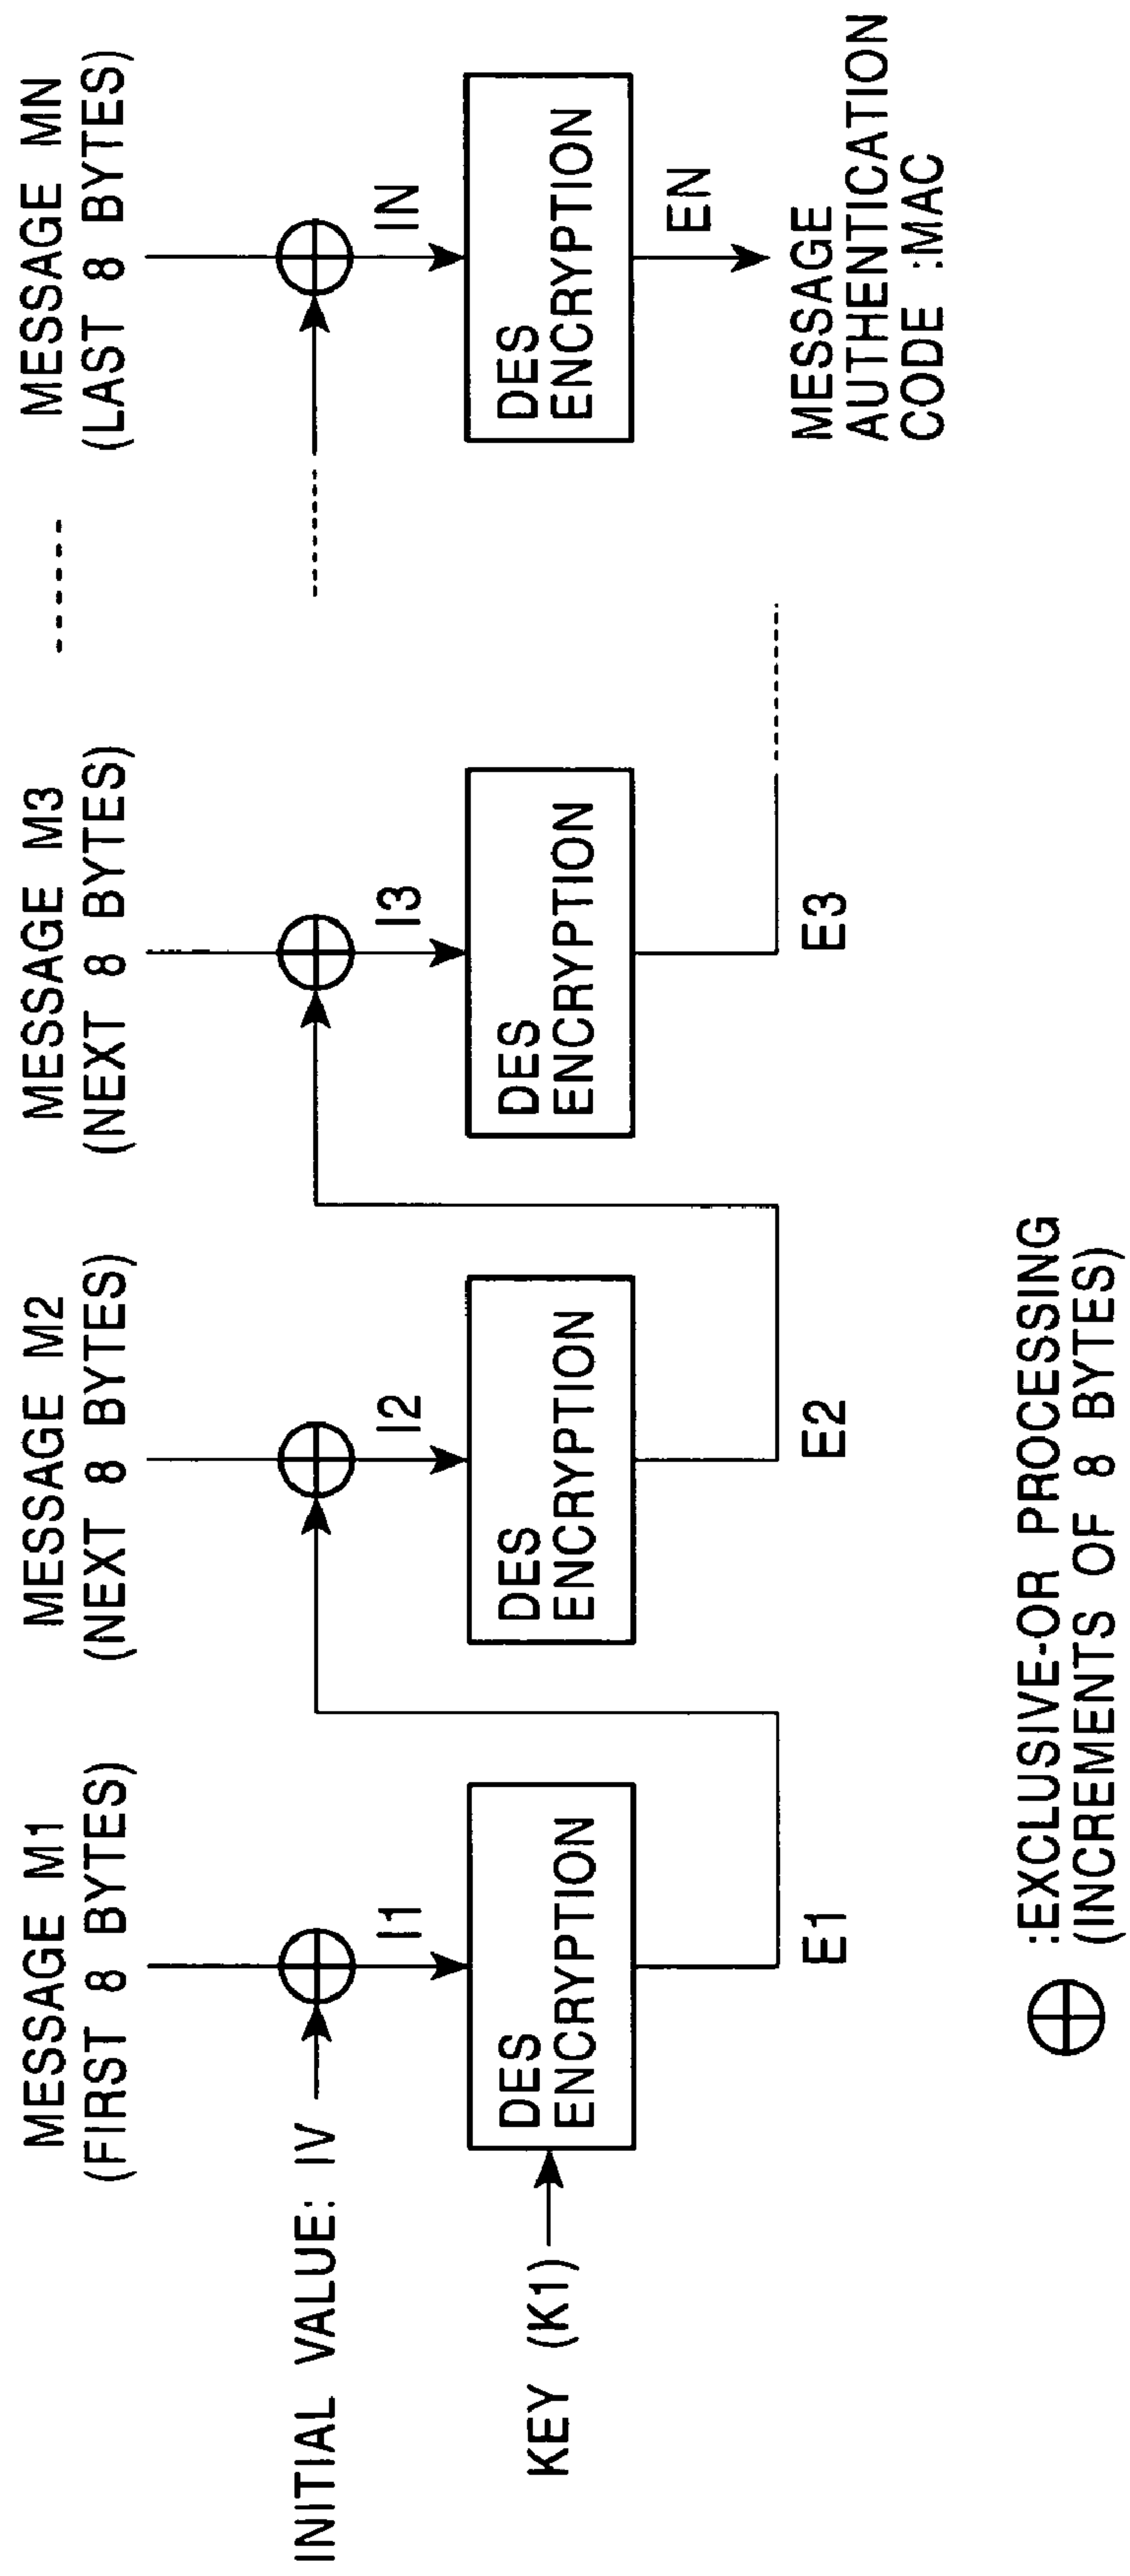 MESSAGE M1
(FIRST 8 BYTES)
MESSAGE M2
(NEXT 8 BYTES)
MESSAGE M3
(NEXT 8 BYTES)
MESSAGE MN
(LAST 8 BYTES)
INITIAL VALUE: IV
I1
I2
I3
IN
KEY (K1)
DES
ENCRYPTION
DES
ENCRYPTION
DES
ENCRYPTION
DES
ENCRYPTION
E1
E2
E3
EN
MESSAGE
AUTHENTICATION
CODE :MAC
:EXCLUSIVE-OR PROCESSING
(INCREMENTS OF 8 BYTES)